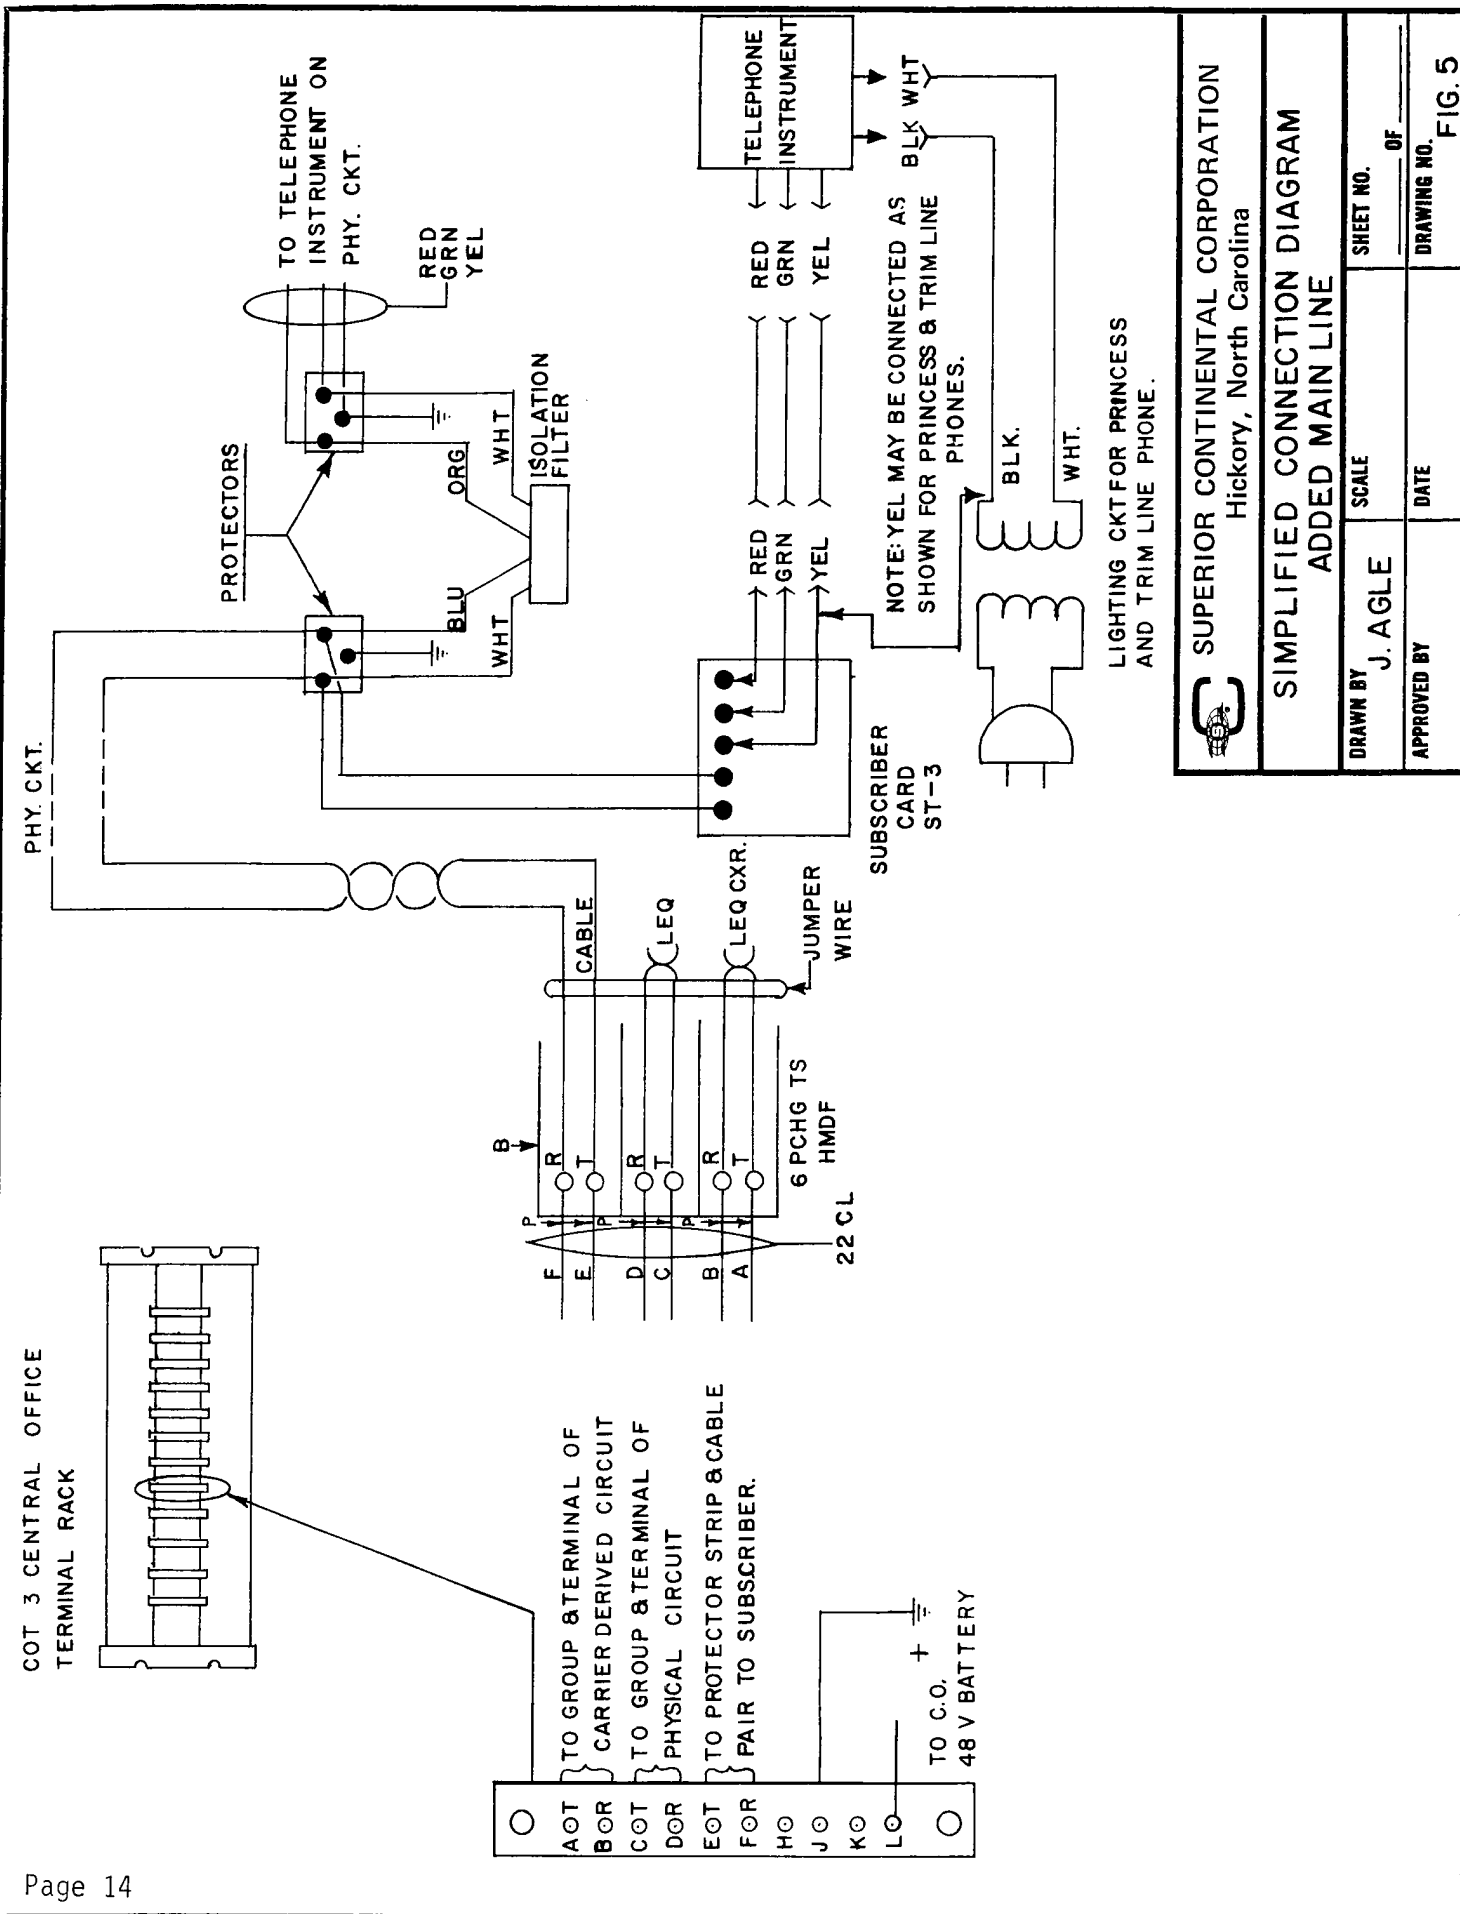 COT 3 CENTRAL OFFICE
TERMINAL RACK
A T
B R
C T
D R
E T
F R
H
J
K
L
TO GROUP & TERMINAL OF
CARRIER DERIVED CIRCUIT
TO GROUP & TERMINAL OF
PHYSICAL CIRCUIT
TO PROTECTOR STRIP & CABLE
PAIR TO SUBSCRIBER.
+
TO C.O.
48 V BATTERY
F
E
D
C
B
A
P
P
P
22 CL
B
R
T
R
T
R
T
6 PCHG TS
HMDF
CABLE
LEQ
LEQ CXR.
JUMPER
WIRE
PHY. CKT.
PROTECTORS
BLU
WHT
ORG
WHT
ISOLATION
FILTER
TO TELEPHONE
INSTRUMENT ON
PHY. CKT.
RED
GRN
YEL
SUBSCRIBER
CARD
ST-3
RED
GRN
YEL
RED
GRN
YEL
TELEPHONE
INSTRUMENT
BLK
WHT
NOTE: YEL MAY BE CONNECTED AS
SHOWN FOR PRINCESS & TRIM LINE
PHONES.
BLK.
WHT.
LIGHTING CKT FOR PRINCESS
AND TRIM LINE PHONE.
S
SUPERIOR CONTINENTAL CORPORATION
Hickory, North Carolina
SIMPLIFIED CONNECTION DIAGRAM
ADDED MAIN LINE
DRAWN BY
J. AGLE
SCALE
SHEET NO.
OF
APPROVED BY
DATE
DRAWING NO.
FIG. 5
Page 14